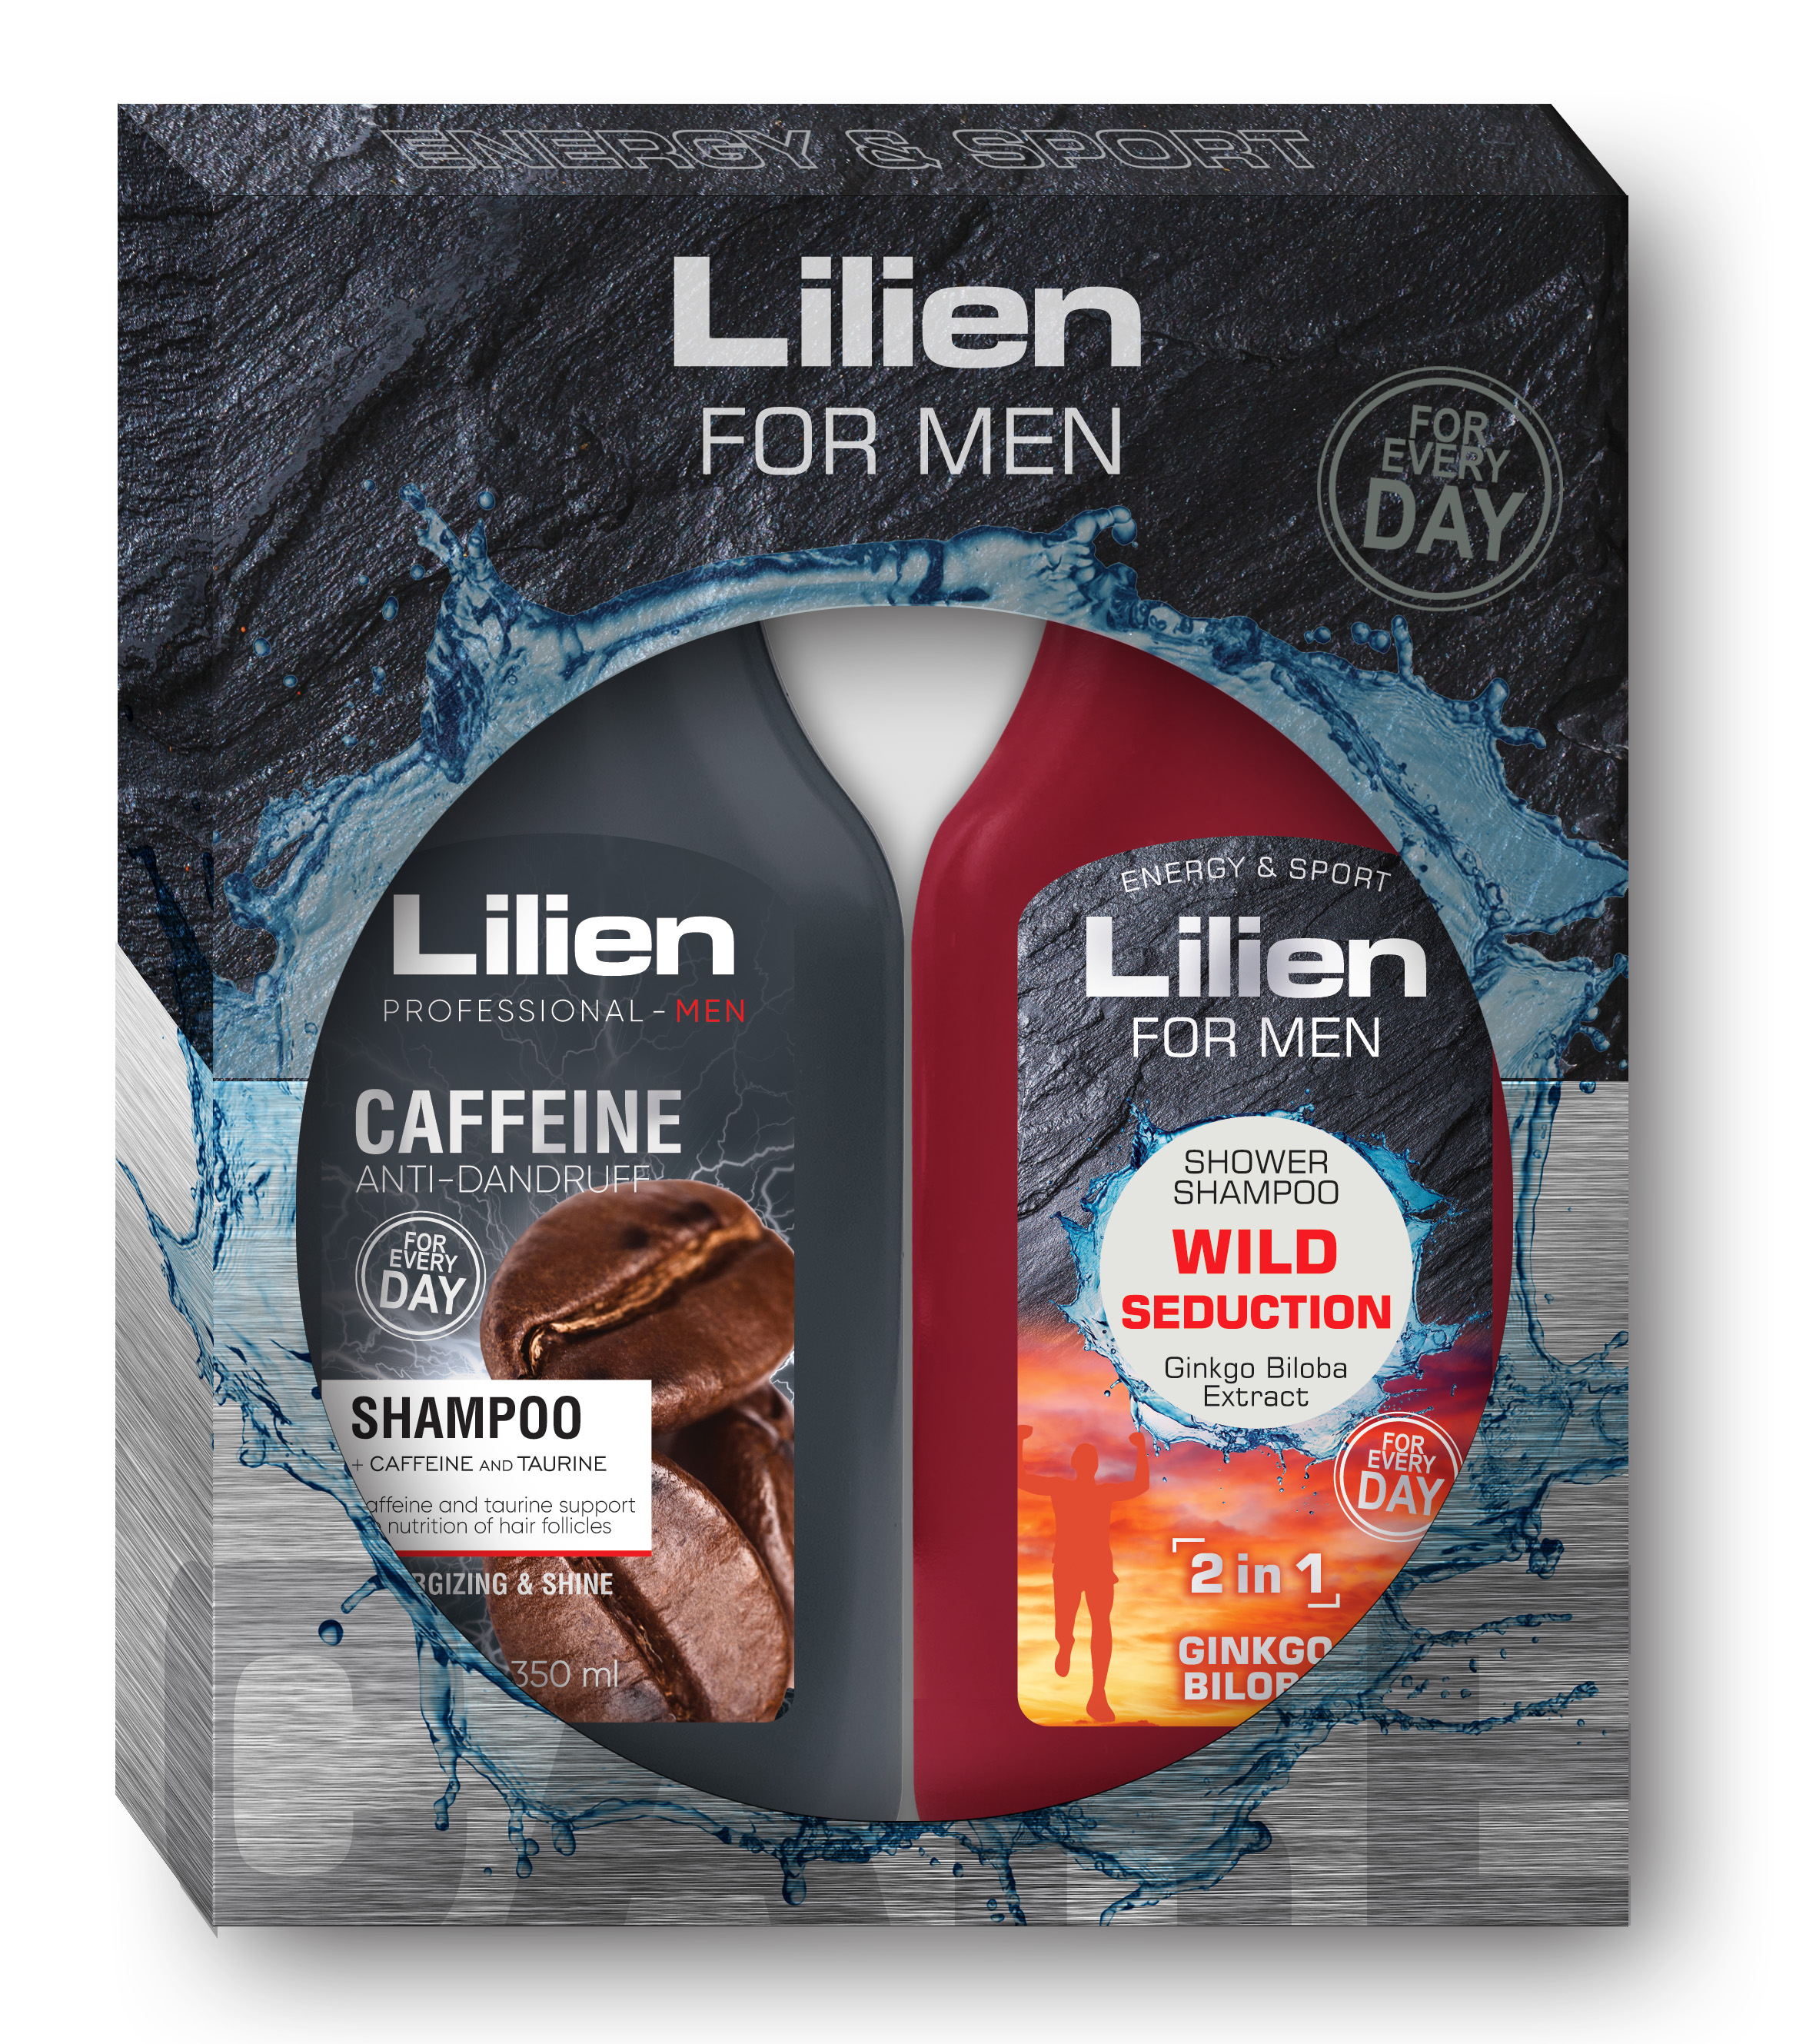 ENERGY & SPORT
Lilien
FOR MEN
FOR
EVERY
DAY
Lilien
PROFESSIONAL - MEN
CAFFEINE
ANTI-DANDRUFF
FOR
EVERY
DAY
SHAMPOO
+ CAFFEINE AND TAURINE
affeine and taurine support
nutrition of hair follicles
RGIZING & SHINE
350 ml
ENERGY & SPORT
Lilien
FOR MEN
SHOWER
SHAMPOO
WILD
SEDUCTION
Ginkgo Biloba
Extract
FOR
EVERY
DAY
2 in 1
GINKGO
BILOB
CARE